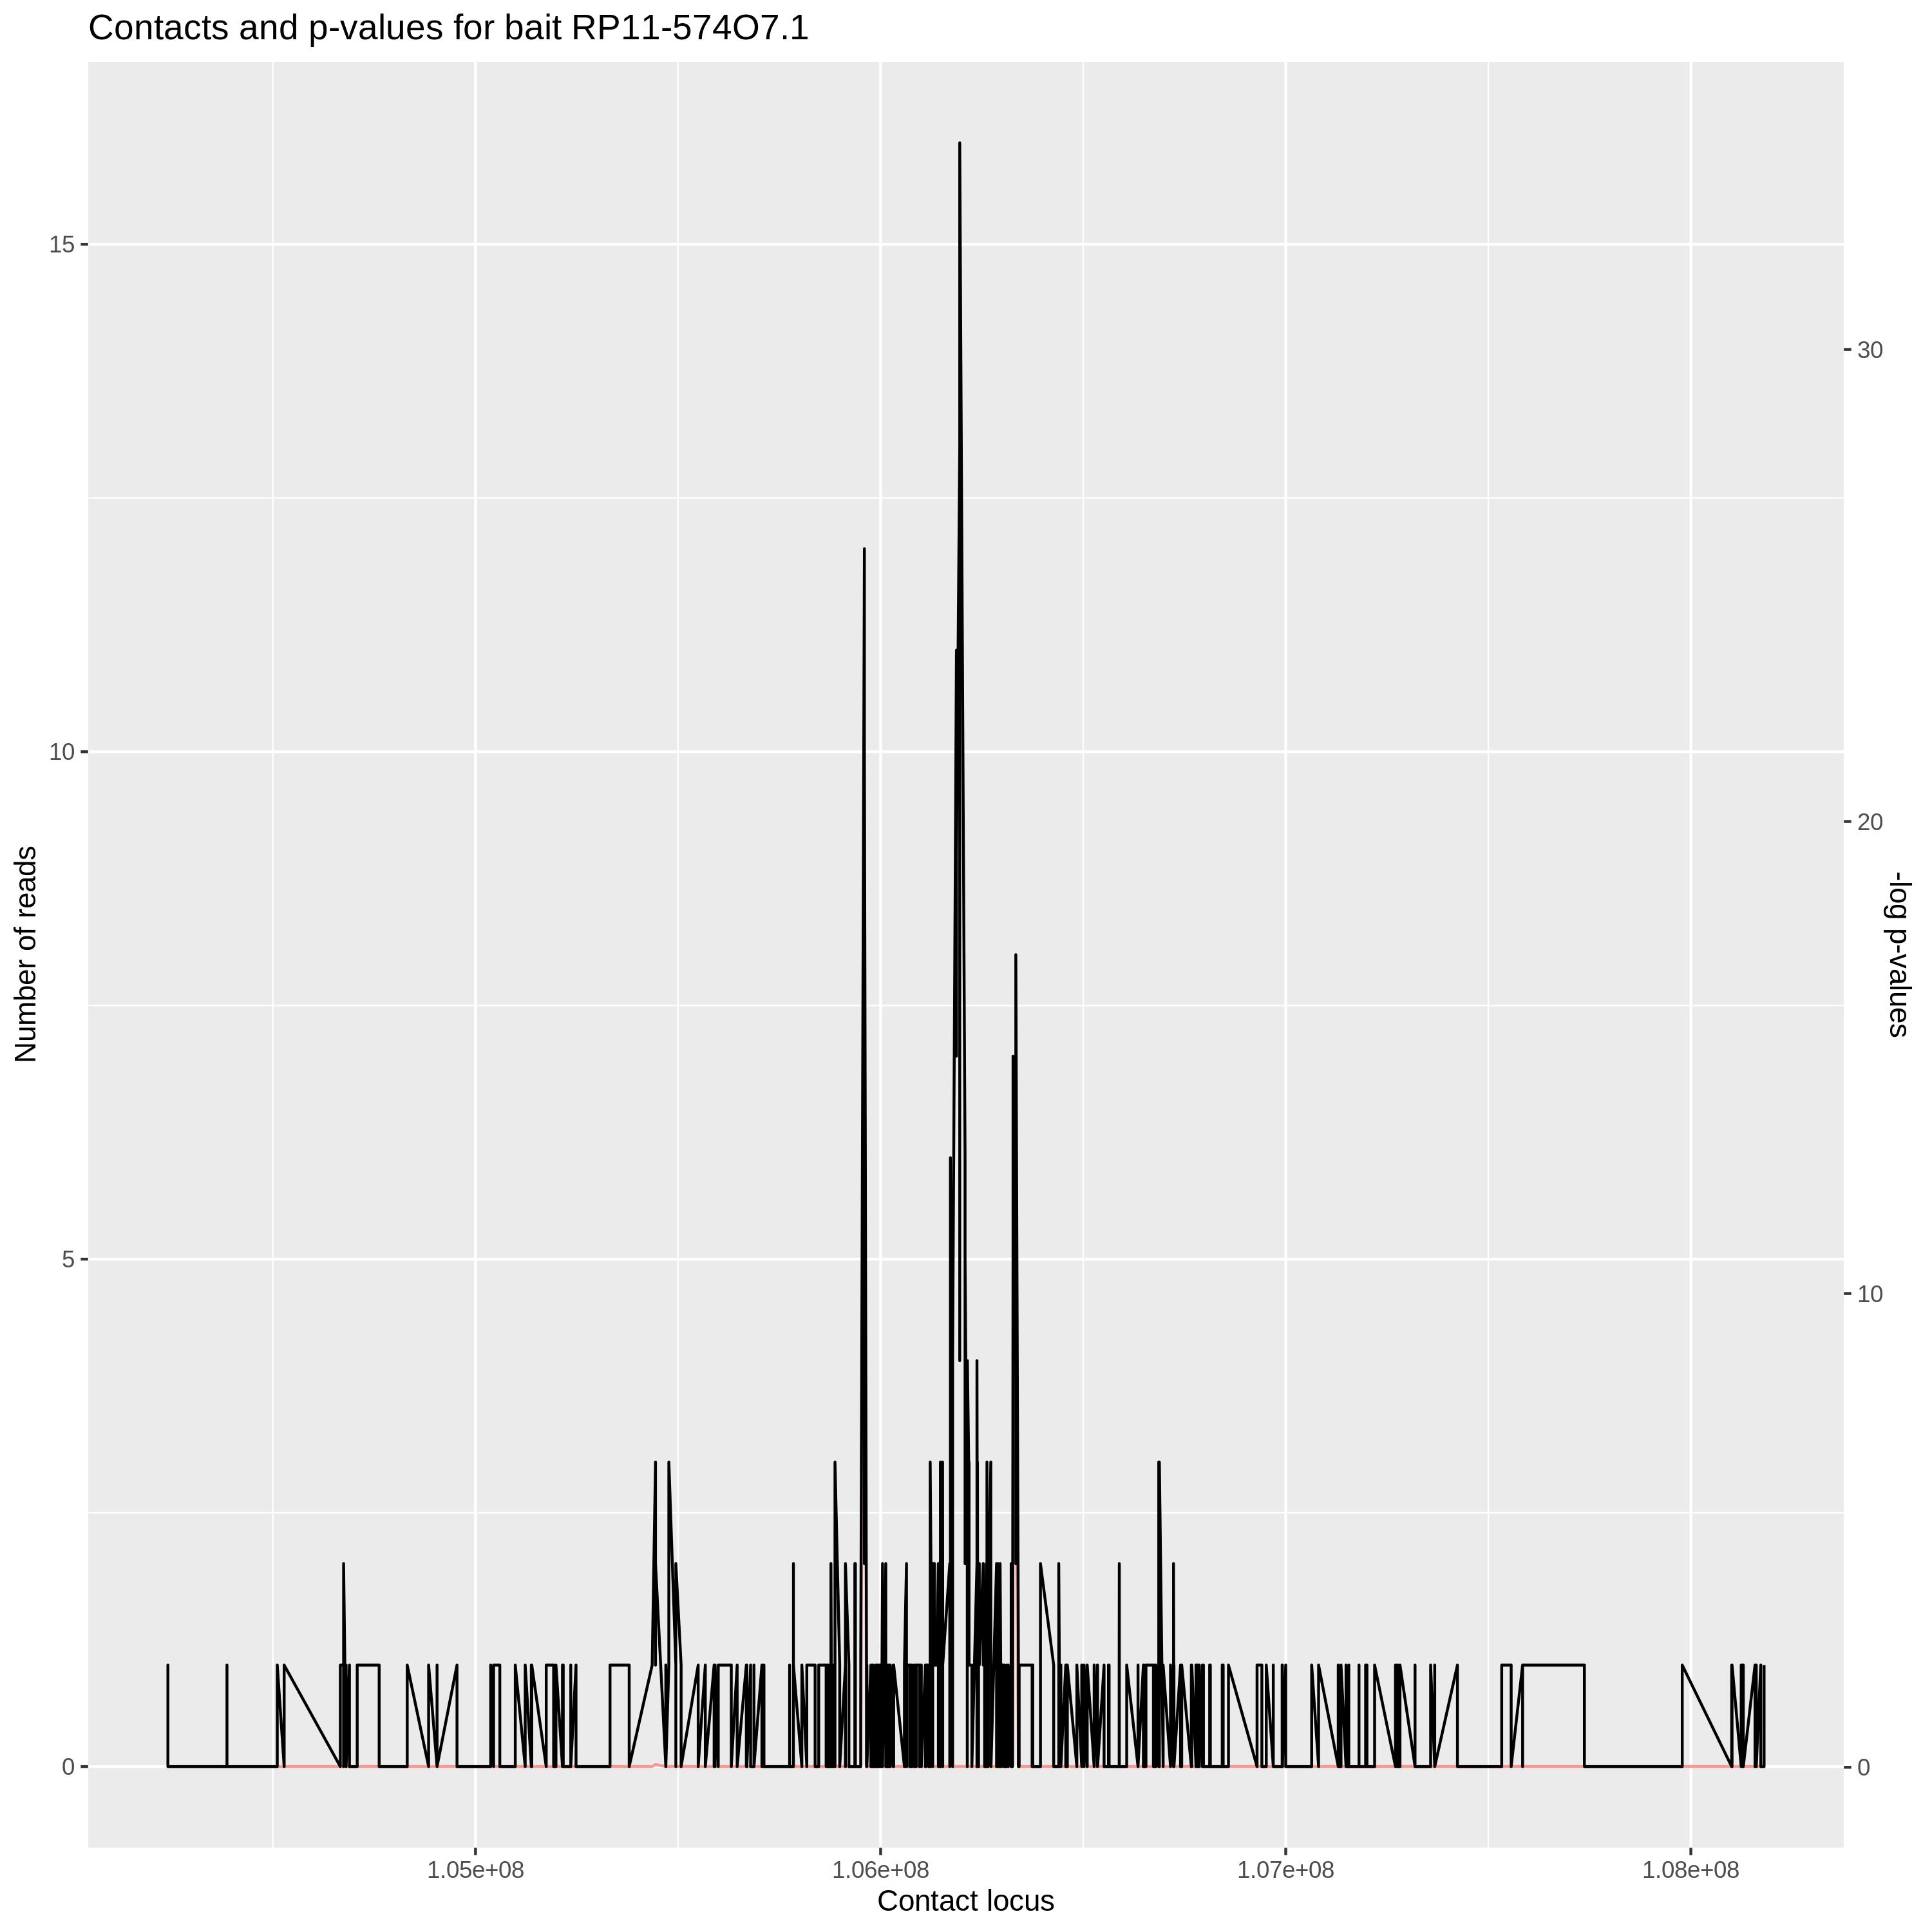 Contacts and p-values for bait RP11-574O7.1
15
10
5
0
30
20
10
0
Number of reads
-log p-values
1.05e+08
1.06e+08
1.07e+08
1.08e+08
Contact locus